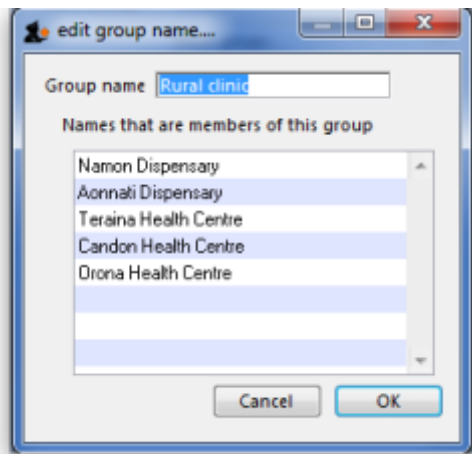 edit group name....
Group name Rural clinic
Names that are members of this group
Namon Dispensary
Aonnati Dispensary
Teraina Health Centre
Candon Health Centre
Orona Health Centre
Cancel OK